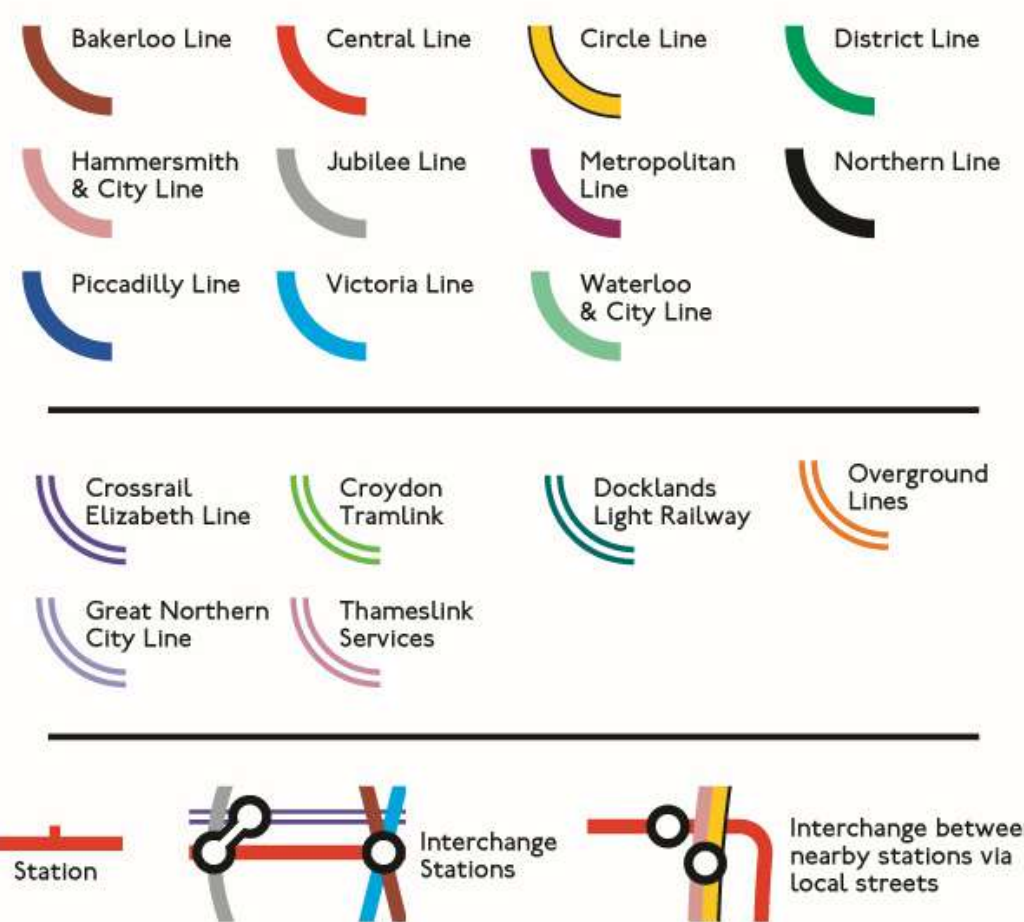 Bakerloo Line
Central Line
Circle Line
District Line
Hammersmith
& City Line
Jubilee Line
Metropolitan
Line
Northern Line
Piccadilly Line
Victoria Line
Waterloo
& City Line
Crossrail
Elizabeth Line
Croydon
Tramlink
Docklands
Light Railway
Overground
Lines
Great Northern
City Line
Thameslink
Services
Station
Interchange
Stations
Interchange betwee
nearby stations via
local streets